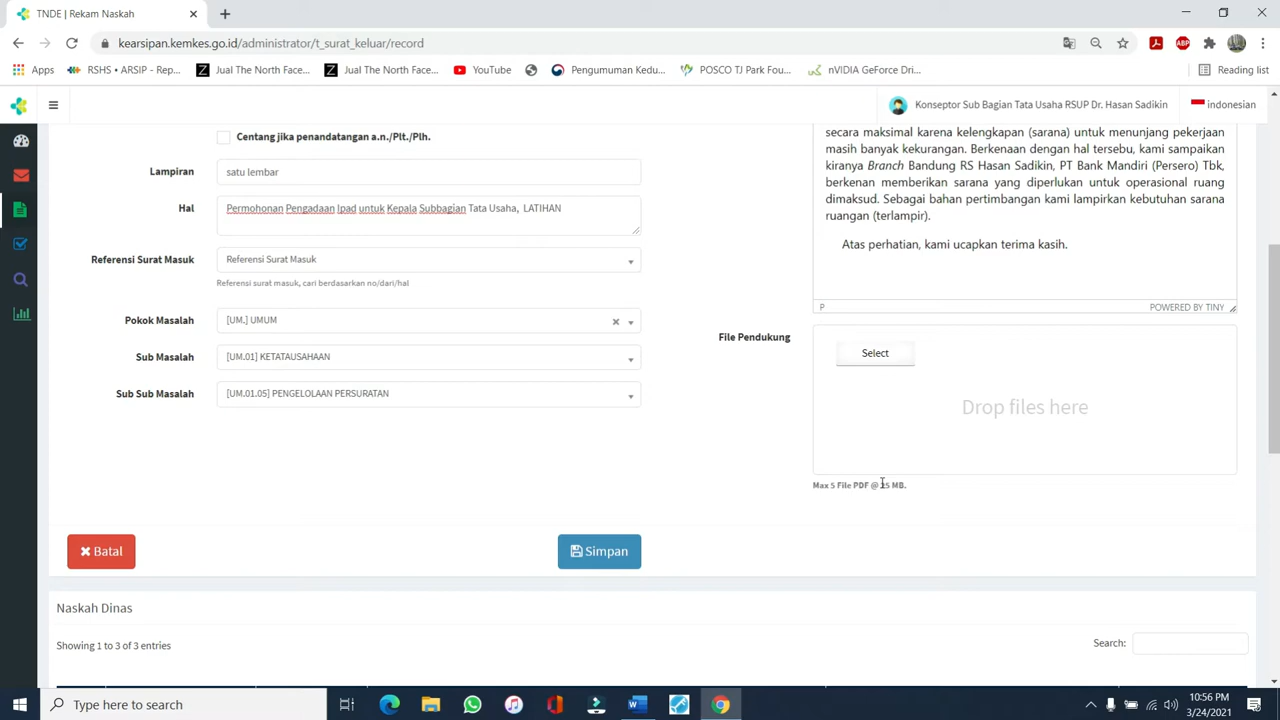 TNDE | Rekam Naskah
kearsipan.kemkes.go.id/administrator/t_surat_keluar/record
Apps
RSHS ● ARSIP - Rep...
Jual The North Face...
Jual The North Face...
YouTube
Pengumuman Kedu...
POSCO TJ Park Foun...
nVIDIA GeForce Dri...
Reading list
Konseptor Sub Bagian Tata Usaha RSUP Dr. Hasan Sadikin
indonesian
Centang jika penandatangan a.n./Plt./Plh.
Lampiran
satu lembar
Hal
Permohonan Pengadaan Ipad untuk Kepala Subbagian Tata Usaha, LATIHAN
Referensi Surat Masuk
Referensi Surat Masuk
Referensi surat masuk, cari berdasarkan no/dari/hal
Pokok Masalah
[UM.] UMUM
Sub Masalah
[UM.01] KETATAUSAHAAN
Sub Sub Masalah
[UM.01.05] PENGELOLAAN PERSURATAN
secara maksimal karena kelengkapan (sarana) untuk menunjang pekerjaan
masih banyak kekurangan. Berkenaan dengan hal tersebut, kami sampaikan
kiranya Branch Bandung RS Hasan Sadikin, PT Bank Mandiri (Persero) Tbk,
berkenan memberikan sarana yang diperlukan untuk operasional ruang
dimaksud. Sebagai bahan pertimbangan kami lampirkan kebutuhan sarana
ruangan (terlampir).
Atas perhatian, kami ucapkan terima kasih.
P
POWERED BY TINY
File Pendukung
Select
Drop files here
Max 5 File PDF @ 25 MB.
Batal
Simpan
Naskah Dinas
Showing 1 to 3 of 3 entries
Search:
Type here to search
10:56 PM
3/24/2021